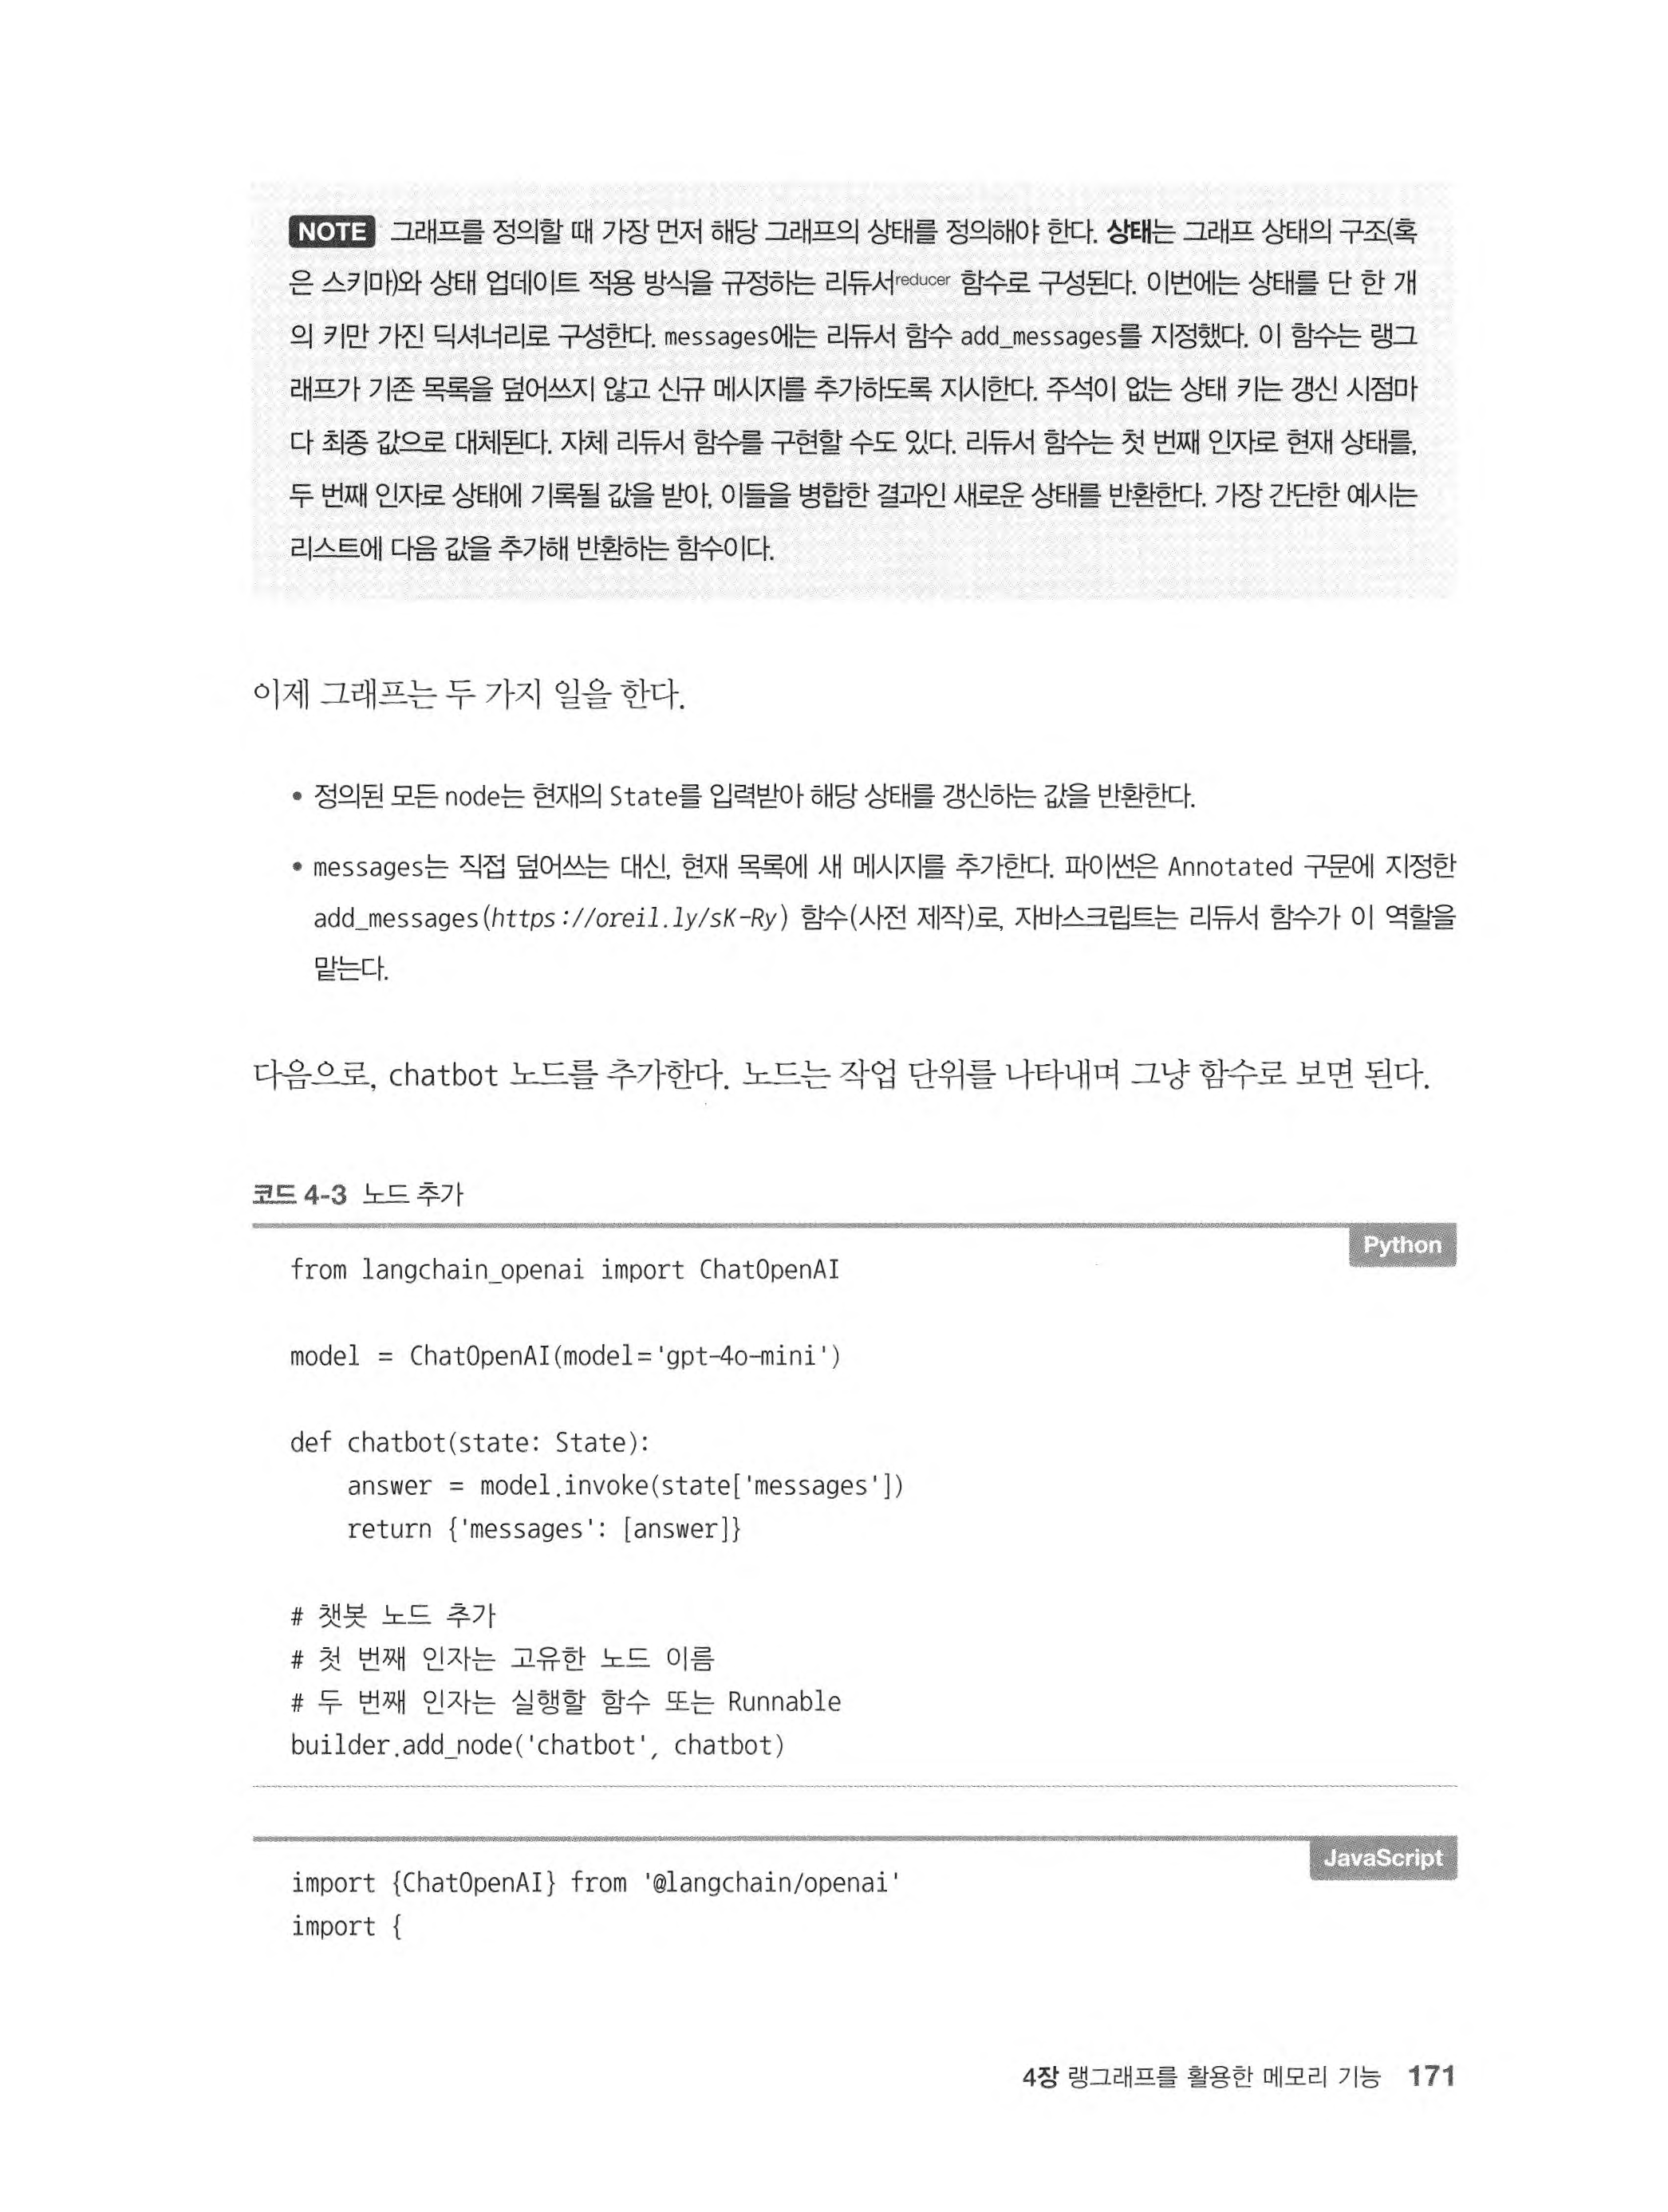 NOTE 그래프를 정의할 때 가장 먼저 해당 그래프의 상태를 정의해야 한다. 상태는 그래프 상태의 구조(혹
은 스키마)와 상태 업데이트 적용 방식을 규정하는 리듀서reducer 함수로 구성된다. 이번에는 상태를 단 한 개
의 키만 가진 딕셔너리로 구성한다. messages에는 리듀서 함수 add_messages를 지정했다. 이 함수는 랭그
래프가 기존 목록을 덮어쓰지 않고 신규 메시지를 추가하도록 지시한다. 주석이 없는 상태 키는 갱신 시점마
다 최종 값으로 대체된다. 자체 리듀서 함수를 구현할 수도 있다. 리듀서 함수는 첫 번째 인자로 현재 상태를,
두 번째 인자로 상태에 기록될 값을 받아, 이들을 병합한 결과인 새로운 상태를 반환한다. 가장 간단한 예시는
리스트에 다음 값을 추가해 반환하는 함수이다.
이제 그래프는 두 가지 일을 한다.
• 정의된 모든 node는 현재의 State를 입력받아 해당 상태를 갱신하는 값을 반환한다.
• messages는 직접 덮어쓰는 대신, 현재 목록에 새 메시지를 추가한다. 파이썬은 Annotated 구문에 지정한
add_messages(https://oreil.ly/sK-Ry) 함수(사전 제작)로, 자바스크립트는 리듀서 함수가 이 역할을
맡는다.
다음으로, chatbot 노드를 추가한다. 노드는 작업 단위를 나타내며 그냥 함수로 보면 된다.
코드 4-3 노드 추가
Python
from langchain_openai import ChatOpenAI
model = ChatOpenAI(model='gpt-4o-mini')
def chatbot(state: State):
    answer = model.invoke(state['messages'])
    return {'messages': [answer]}
# 챗봇 노드 추가
# 첫 번째 인자는 고유한 노드 이름
# 두 번째 인자는 실행할 함수 또는 Runnable
builder.add_node('chatbot', chatbot)
JavaScript
import {ChatOpenAI} from '@langchain/openai'
import {
4장 랭그래프를 활용한 메모리 기능 171